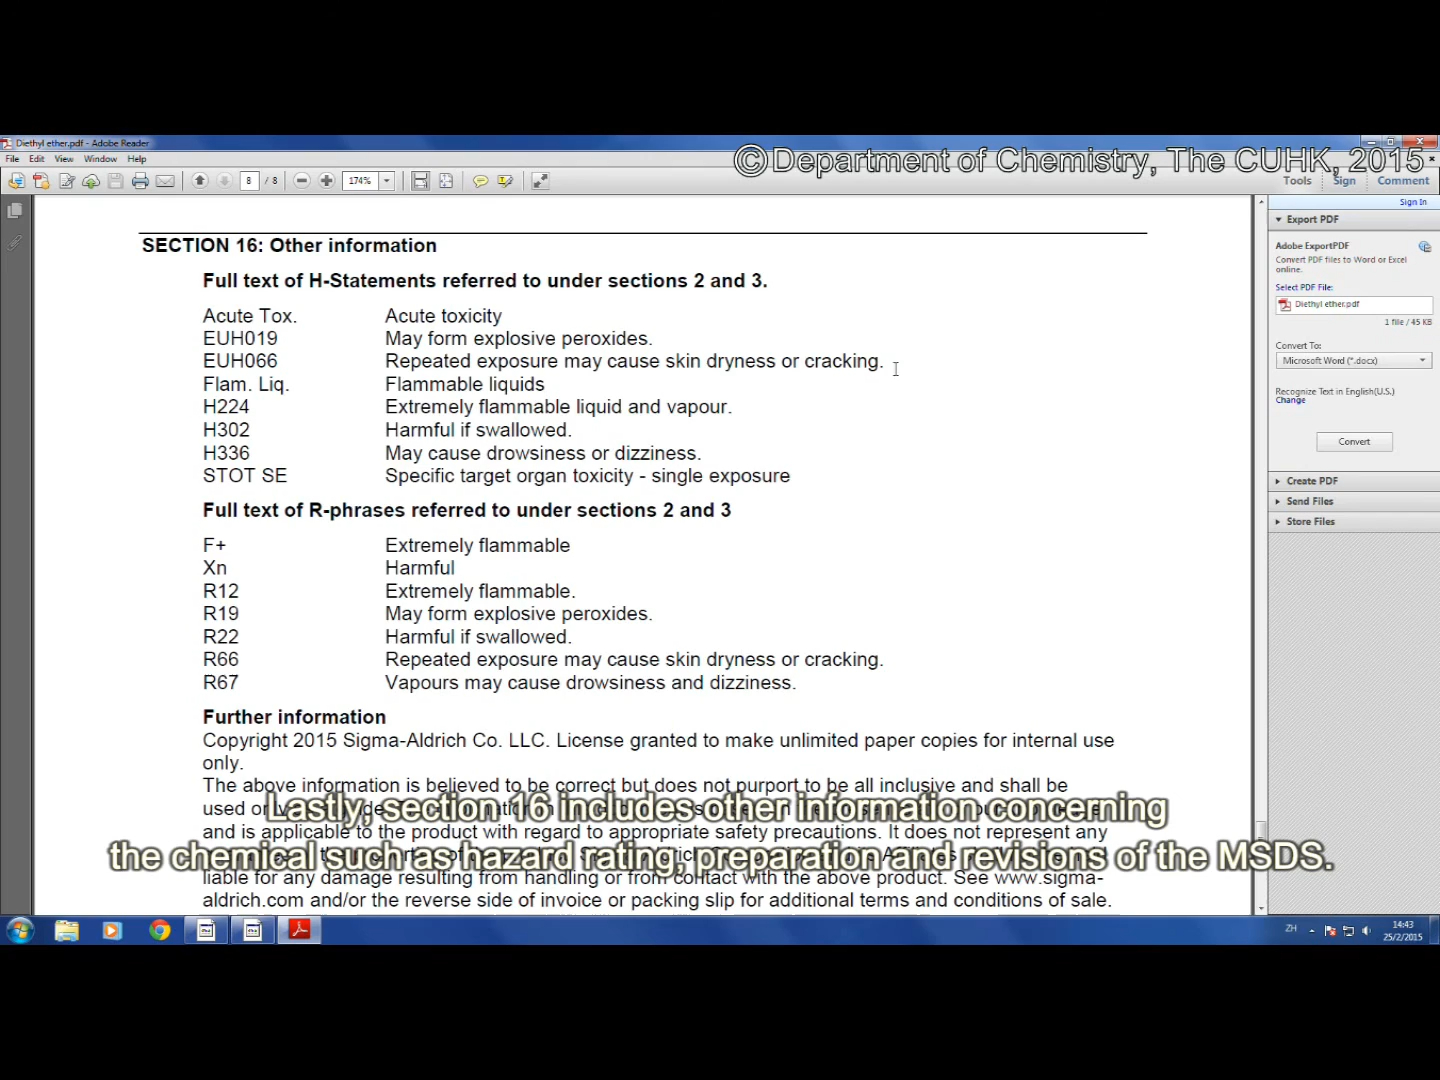 Diethyl ether.pdf - Adobe Reader
File Edit View Window Help
©Department of Chemistry, The CUHK, 2015
8 / 8 174%
Tools Sign Comment
Sign In
SECTION 16: Other information
Full text of H-Statements referred to under sections 2 and 3.
Acute Tox. Acute toxicity
EUH019 May form explosive peroxides.
EUH066 Repeated exposure may cause skin dryness or cracking.
Flam. Liq. Flammable liquids
H224 Extremely flammable liquid and vapour.
H302 Harmful if swallowed.
H336 May cause drowsiness or dizziness.
STOT SE Specific target organ toxicity - single exposure
Full text of R-phrases referred to under sections 2 and 3
F+ Extremely flammable
Xn Harmful
R12 Extremely flammable.
R19 May form explosive peroxides.
R22 Harmful if swallowed.
R66 Repeated exposure may cause skin dryness or cracking.
R67 Vapours may cause drowsiness and dizziness.
Further information
Copyright 2015 Sigma-Aldrich Co. LLC. License granted to make unlimited paper copies for internal use
only.
The above information is believed to be correct but does not purport to be all inclusive and shall be
used
Lastly, section 16 includes other information concerning
and is applicable to the product with regard to appropriate safety precautions. It does not represent any
the chemical such as hazzard rating, preparation and revisions of the MSDS.
liable for any damage resulting from handling or from contact with the above product. See www.sigma-
aldrich.com and/or the reverse side of invoice or packing slip for additional terms and conditions of sale.
Export PDF
Adobe ExportPDF
Convert PDF files to Word or Excel
online.
Select PDF File:
Diethyl ether.pdf
1 file / 45 KB
Convert To:
Microsoft Word (*.docx)
Recognize Text in English(U.S.)
Change
Convert
Create PDF
Send Files
Store Files
ZH
14:43
25/2/2015